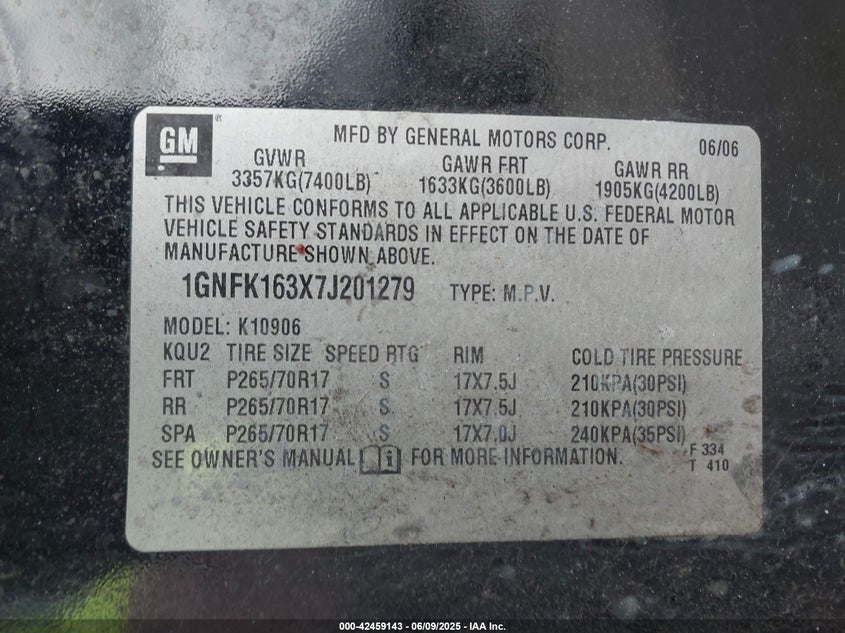 GM
MFD BY GENERAL MOTORS CORP. 06/06
GVWR GAWR FRT GAWR RR
3357KG(7400LB) 1633KG(3600LB) 1905KG(4200LB)
THIS VEHICLE CONFORMS TO ALL APPLICABLE U.S. FEDERAL MOTOR
VEHICLE SAFETY STANDARDS IN EFFECT ON THE DATE OF
MANUFACTURE SHOWN ABOVE.
1GNFK163X7J201279 TYPE: M.P.V.
MODEL: K10906
KQU2 TIRE SIZE SPEED RTG RIM COLD TIRE PRESSURE
FRT P265/70R17 S 17X7.5J 210KPA(30PSI)
RR P265/70R17 S 17X7.5J 210KPA(30PSI)
SPA P265/70R17 S 17X7.0J 240KPA(35PSI)
SEE OWNER'S MANUAL i FOR MORE INFORMATION.
F 334
T 410
000-42459143 - 06/09/2025 - IAA Inc.